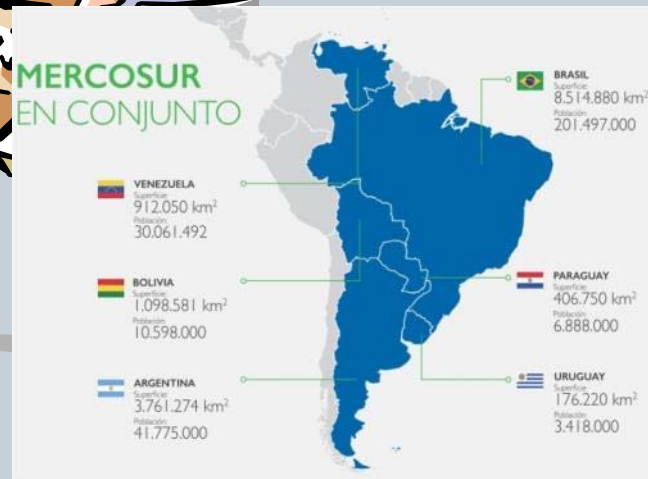 MERCOSUR
EN CONJUNTO
VENEZUELA
Superficie:
912.050 km²
Población:
30.061.492
BOLIVIA
Superficie:
1.098.581 km²
Población:
10.598.000
ARGENTINA
Superficie:
3.761.274 km²
Población:
41.775.000
BRASIL
Superficie:
8.514.880 km²
Población:
201.497.000
PARAGUAY
Superficie:
406.750 km²
Población:
6.888.000
URUGUAY
Superficie:
176.220 km²
Población:
3.418.000